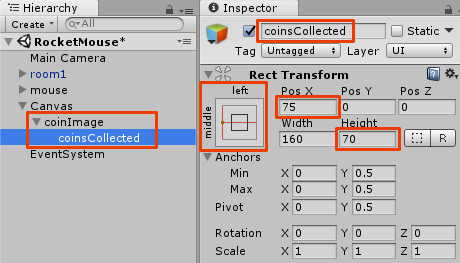 Hierarchy
Create
All
RocketMouse*
Main Camera
room1
mouse
Canvas
coinImage
coinsCollected
EventSystem
Inspector
coinsCollected
Static
Tag Untagged Layer UI
Rect Transform
left
middle
Pos X Pos Y Pos Z
75 0 0
Width Height
160 70
R
Anchors
Min X 0 Y 0.5
Max X 0 Y 0.5
Pivot X 0 Y 0.5
Rotation X 0 Y 0 Z 0
Scale X 1 Y 1 Z 1